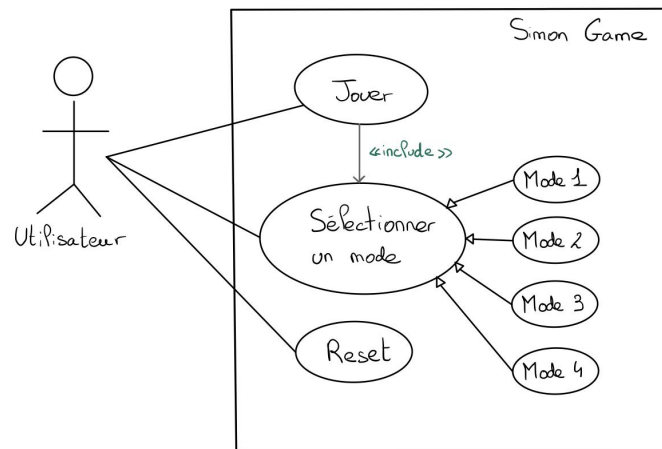 Simon Game
Jouer
«include»
Sélectionner
un mode
Mode 1
Mode 2
Mode 3
Mode 4
Reset
Utilisateur